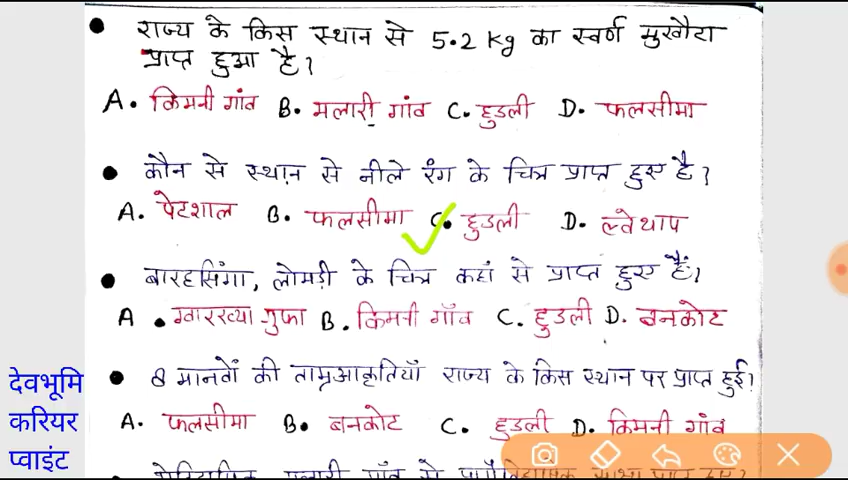 ● राज्य के किस स्थान से 5.2 Kg का स्वर्ण मुखौटा
प्राप्त हुआ है?
A. किमनी गांव B. मलारी गांव C. हुडली D. फलसीमा
● कौन से स्थान से नीले रंग के चित्र प्राप्त हुए है?
A. पेटशाल B. फलसीमा C. हुडली D. ल्वेथाप
● बारहसिंगा, लोमड़ी के चित्र कहां से प्राप्त हुए हैं?
A. ग्वारख्या गुफा B. किमनी गाँव C. हुडली D. बनकोट
● 8 मानवों की ताम्रआकृतियाँ राज्य के किस स्थान पर प्राप्त हुई?
A. फलसीमा B. बनकोट C. हुडली D. किमनी गांव
देवभूमि
करियर
प्वाइंट
मलारी गाँव से